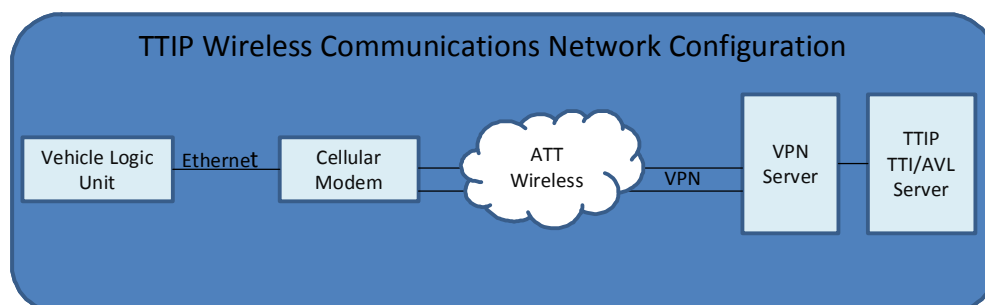 TTIP Wireless Communications Network Configuration
Vehicle Logic
Unit
Ethernet
Cellular
Modem
ATT
Wireless
VPN
VPN
Server
TTIP
TTI/AVL
Server